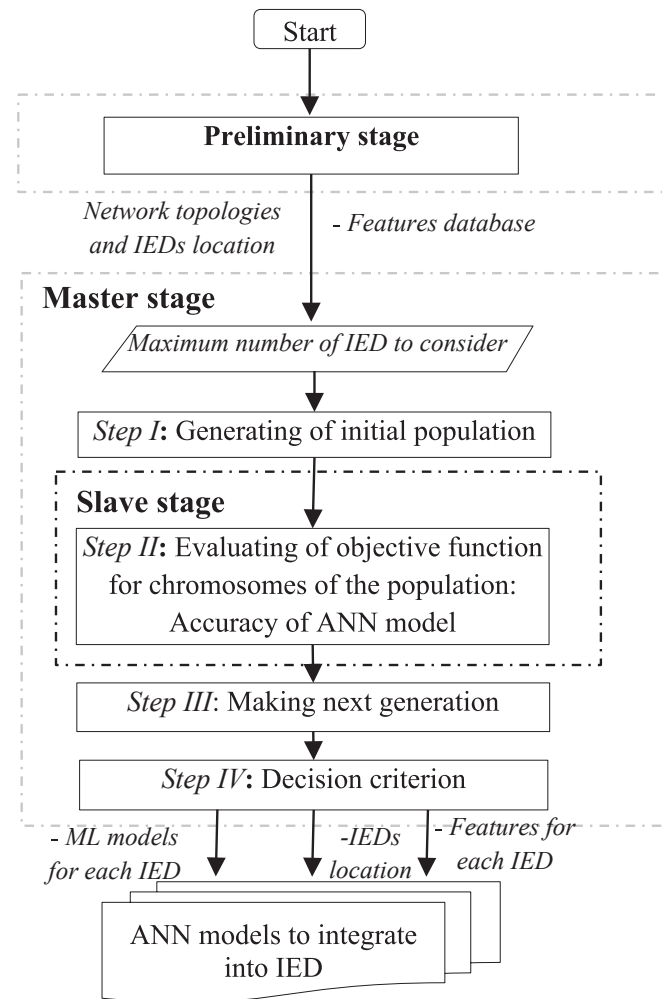 Start
Preliminary stage
Network topologies
and IEDs location
- Features database
Master stage
Maximum number of IED to consider
Step I: Generating of initial population
Slave stage
Step II: Evaluating of objective function
for chromosomes of the population:
Accuracy of ANN model
Step III: Making next generation
Step IV: Decision criterion
- ML models
for each IED
-IEDs
location
- Features for
each IED
ANN models to integrate
into IED